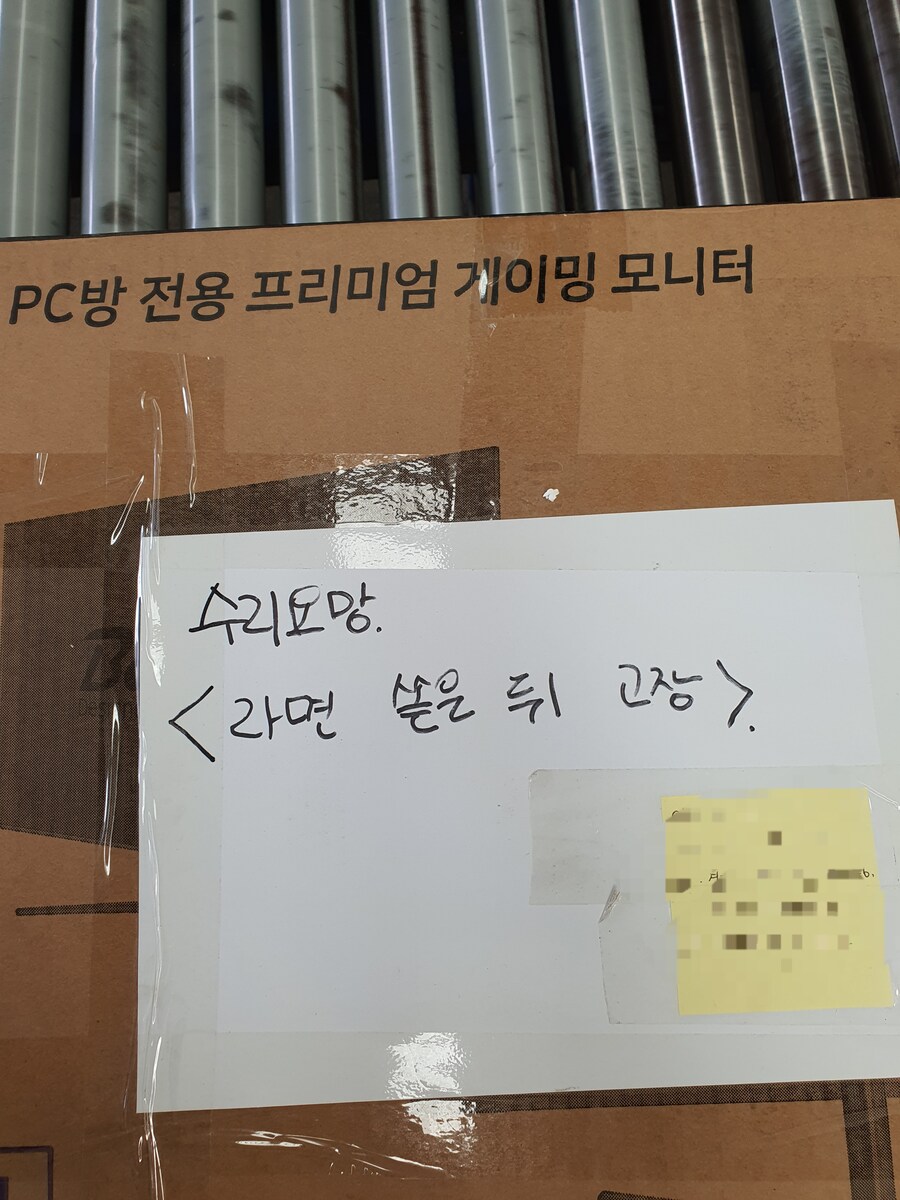 PC방 전용 프리미엄 게이밍 모니터
수리요망.
<라면 쏟은 뒤 고장>.